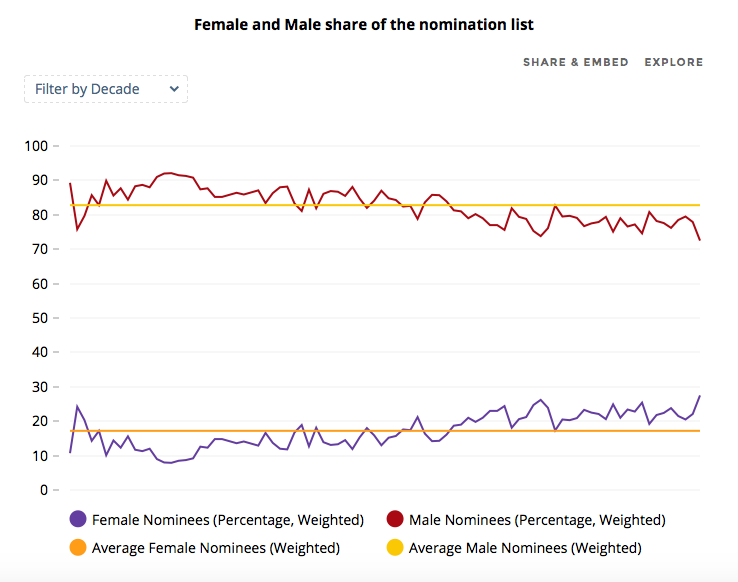 Female and Male share of the nomination list
SHARE & EMBED EXPLORE
Filter by Decade
100
90
80
70
60
50
40
30
20
10
0
Female Nominees (Percentage, Weighted) Male Nominees (Percentage, Weighted)
Average Female Nominees (Weighted) Average Male Nominees (Weighted)